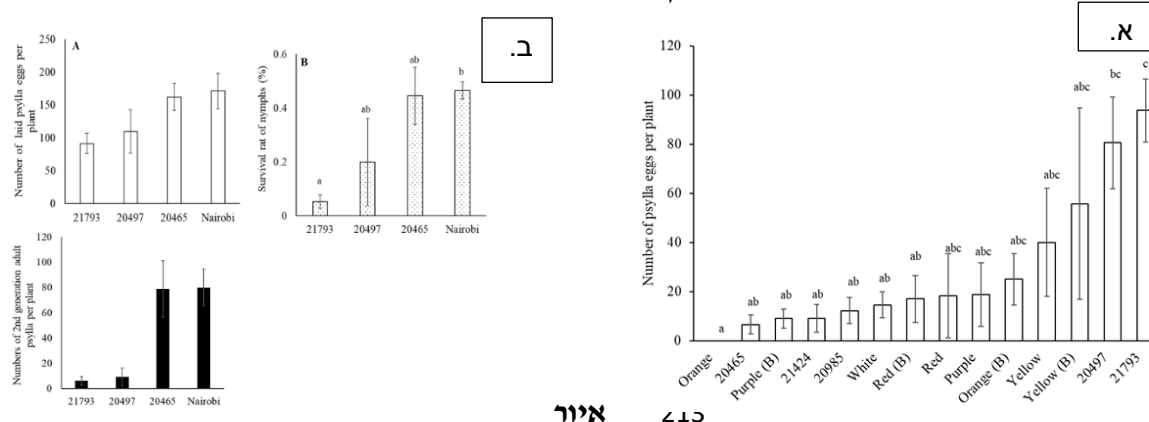 א.
120
100
80
60
40
20
0
Number of psylla eggs per plant
a
ab
ab
ab
ab
ab
ab
abc
abc
abc
abc
abc
bc
c
Orange
20465
Purple (B)
21424
20985
White
Red (B)
Red
Purple
Orange (B)
Yellow
Yellow (B)
20497
21793
ב.
A
250
200
150
100
50
0
Number of laid psylla eggs per
plant
21793 20497 20465 Nairobi
B
0.6
0.4
0.2
0
Survival rat of nymphs (%)
a
ab
ab
b
21793 20497 20465 Nairobi
120
100
80
60
40
20
0
Numbers of 2nd generation adult
psylla per plant
21793 20497 20465 Nairobi
איור